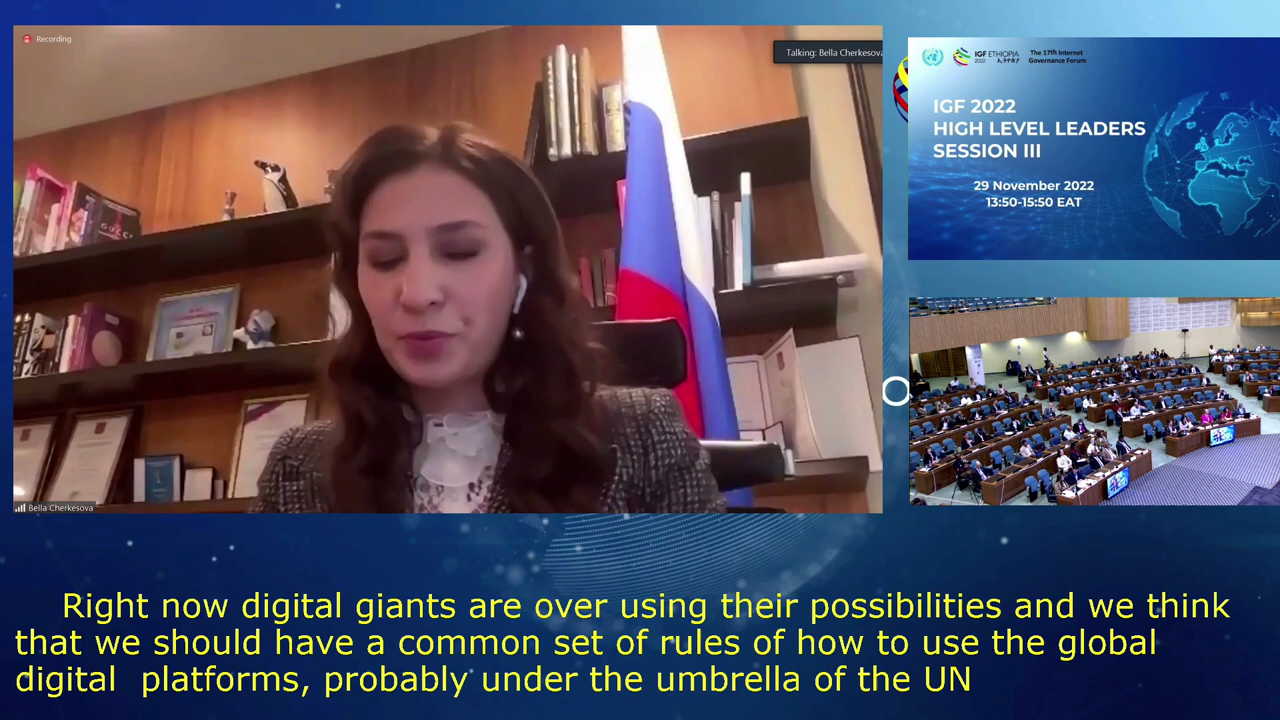 Recording
Talking: Bella Cherkesova
IGF ETHIOPIA
2022
ኢትዮጵያ
The 17th Internet
Governance Forum
IGF 2022
HIGH LEVEL LEADERS
SESSION III
29 November 2022
13:50-15:50 EAT
GUCCI
O
Bella Cherkesova
Right now digital giants are over using their possibilities and we think
that we should have a common set of rules of how to use the global
digital  platforms, probably under the umbrella of the UN